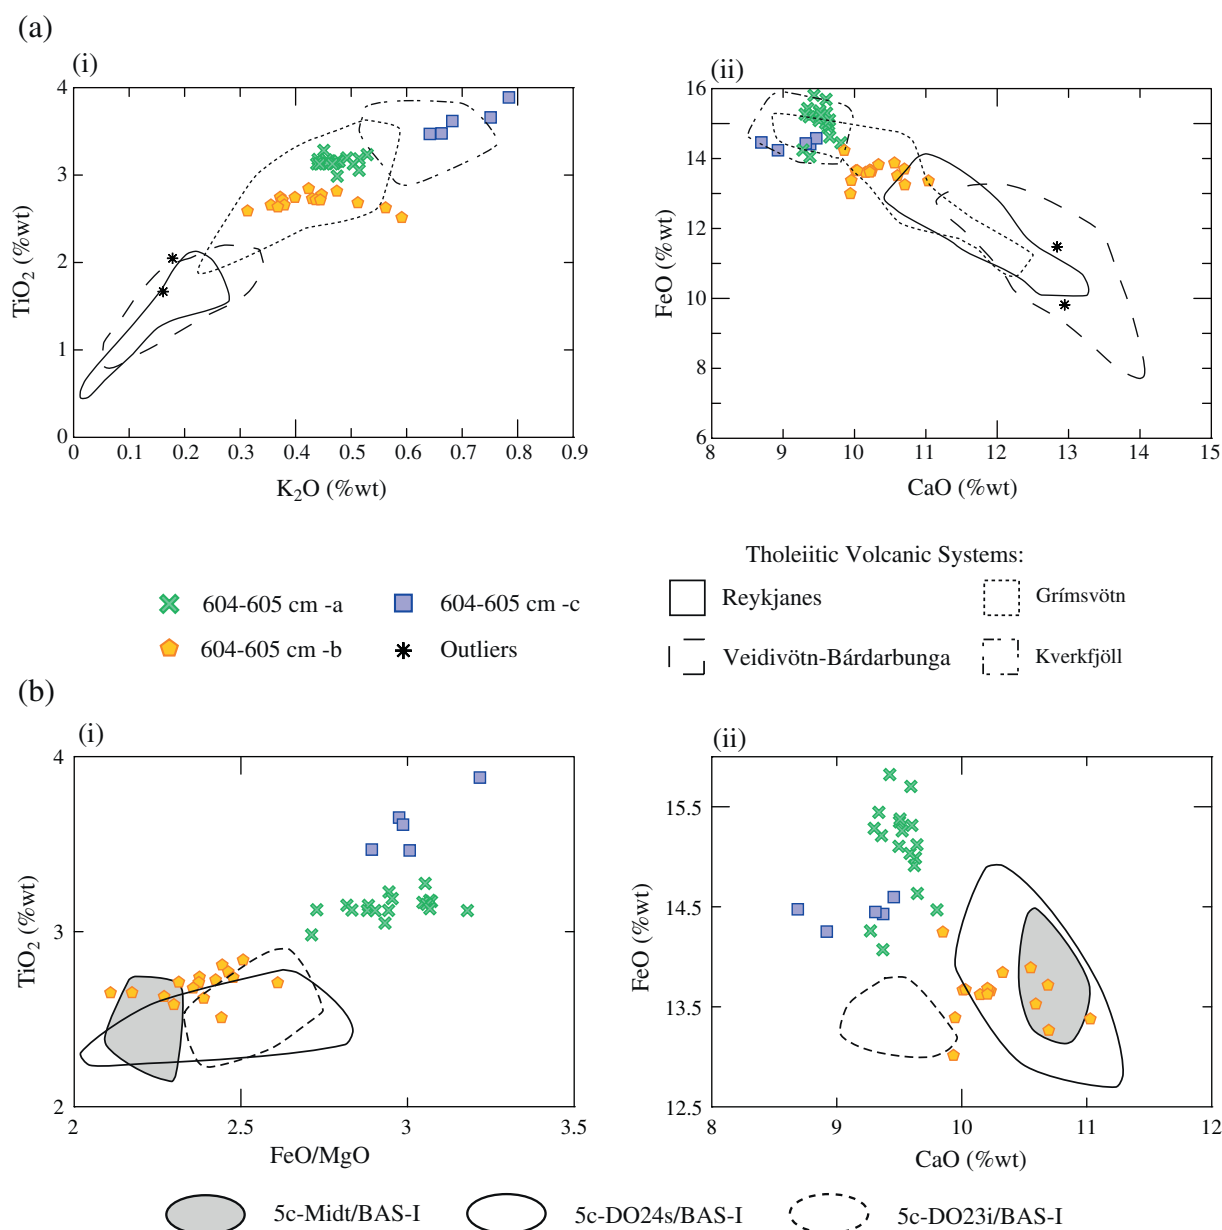 (a)
(i)
4
3
2
1
0
TiO2 (%wt)
0 0.1 0.2 0.3 0.4 0.5 0.6 0.7 0.8 0.9
K2O (%wt)
(ii)
16
14
12
10
8
6
FeO (%wt)
8 9 10 11 12 13 14 15
CaO (%wt)
604-605 cm -a
604-605 cm -c
604-605 cm -b
Outliers
Tholeiitic Volcanic Systems:
Reykjanes
Grímsvötn
Veidivötn-Bárdarbunga
Kverkfjöll
(b)
(i)
4
3
2
TiO2 (%wt)
2 2.5 3 3.5
FeO/MgO
(ii)
15.5
14.5
13.5
12.5
FeO (%wt)
8 9 10 11 12
CaO (%wt)
5c-Midt/BAS-I
5c-DO24s/BAS-I
5c-DO23i/BAS-I